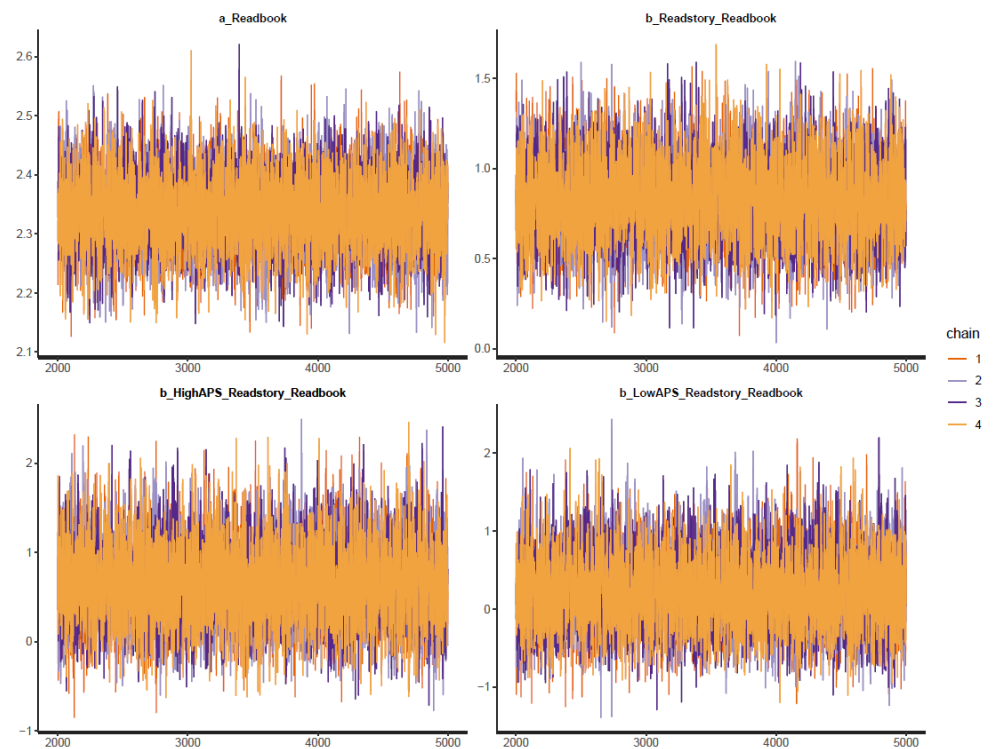 a_Readbook
2.6
2.5
2.4
2.3
2.2
2.1
2000 3000 4000 5000
b_Readstory_Readbook
1.5
1.0
0.5
0.0
2000 3000 4000 5000
b_HighAPS_Readstory_Readbook
2
1
0
−1
2000 3000 4000 5000
b_LowAPS_Readstory_Readbook
2
1
0
−1
2000 3000 4000 5000
chain
1
2
3
4